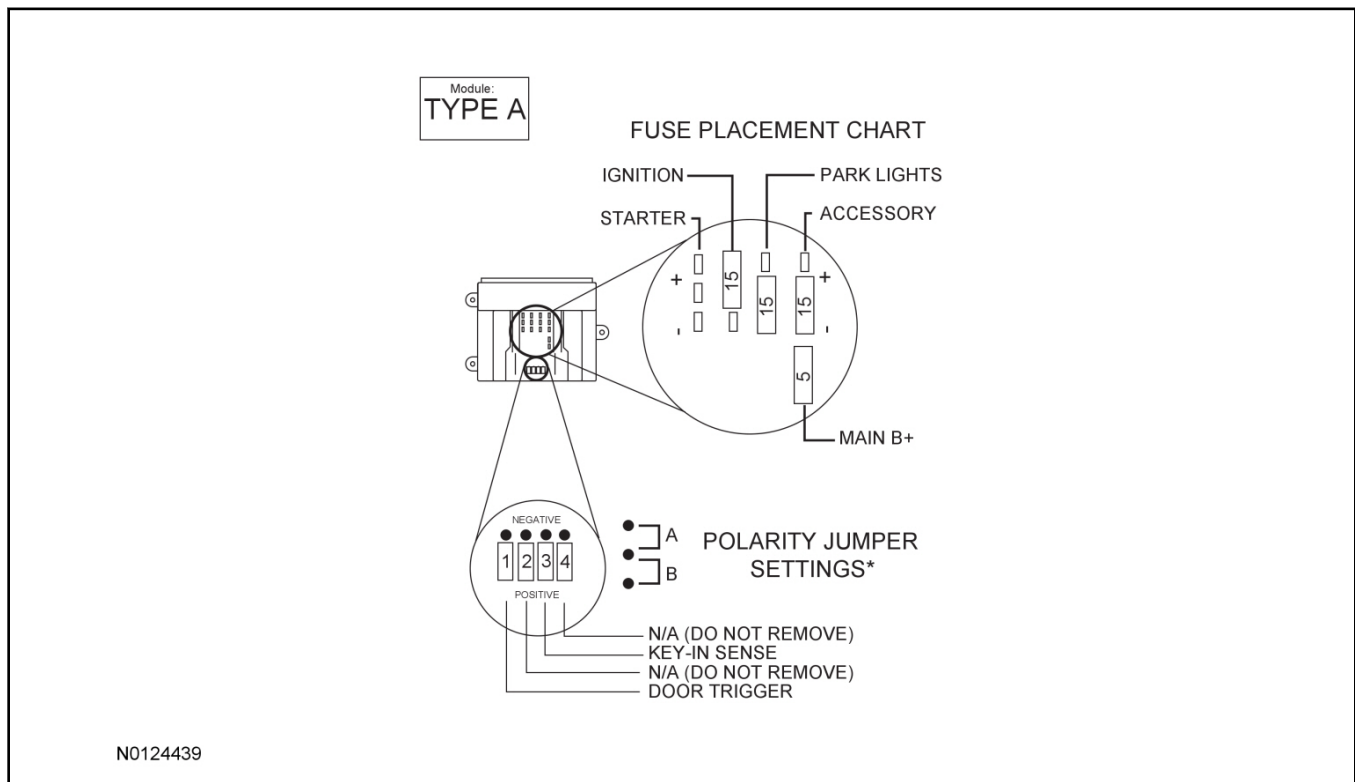 Module:
TYPE A
FUSE PLACEMENT CHART
IGNITION
PARK LIGHTS
STARTER
ACCESSORY
+
15
15
15
+
-
-
5
MAIN B+
NEGATIVE
1 2 3 4
POSITIVE
A
B
POLARITY JUMPER
SETTINGS*
N/A (DO NOT REMOVE)
KEY-IN SENSE
N/A (DO NOT REMOVE)
DOOR TRIGGER
N0124439